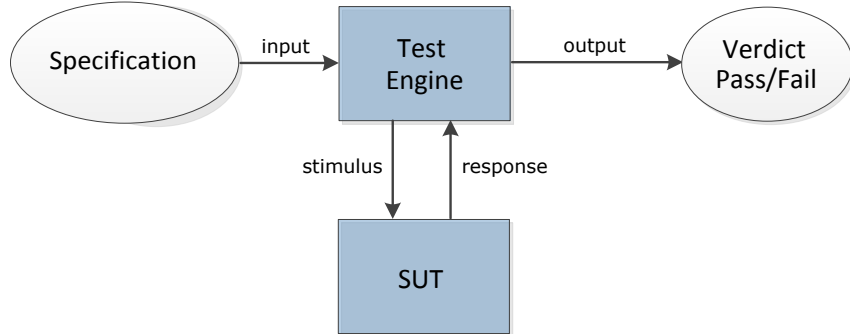 Specification
input
Test
Engine
output
Verdict
Pass/Fail
stimulus
response
SUT